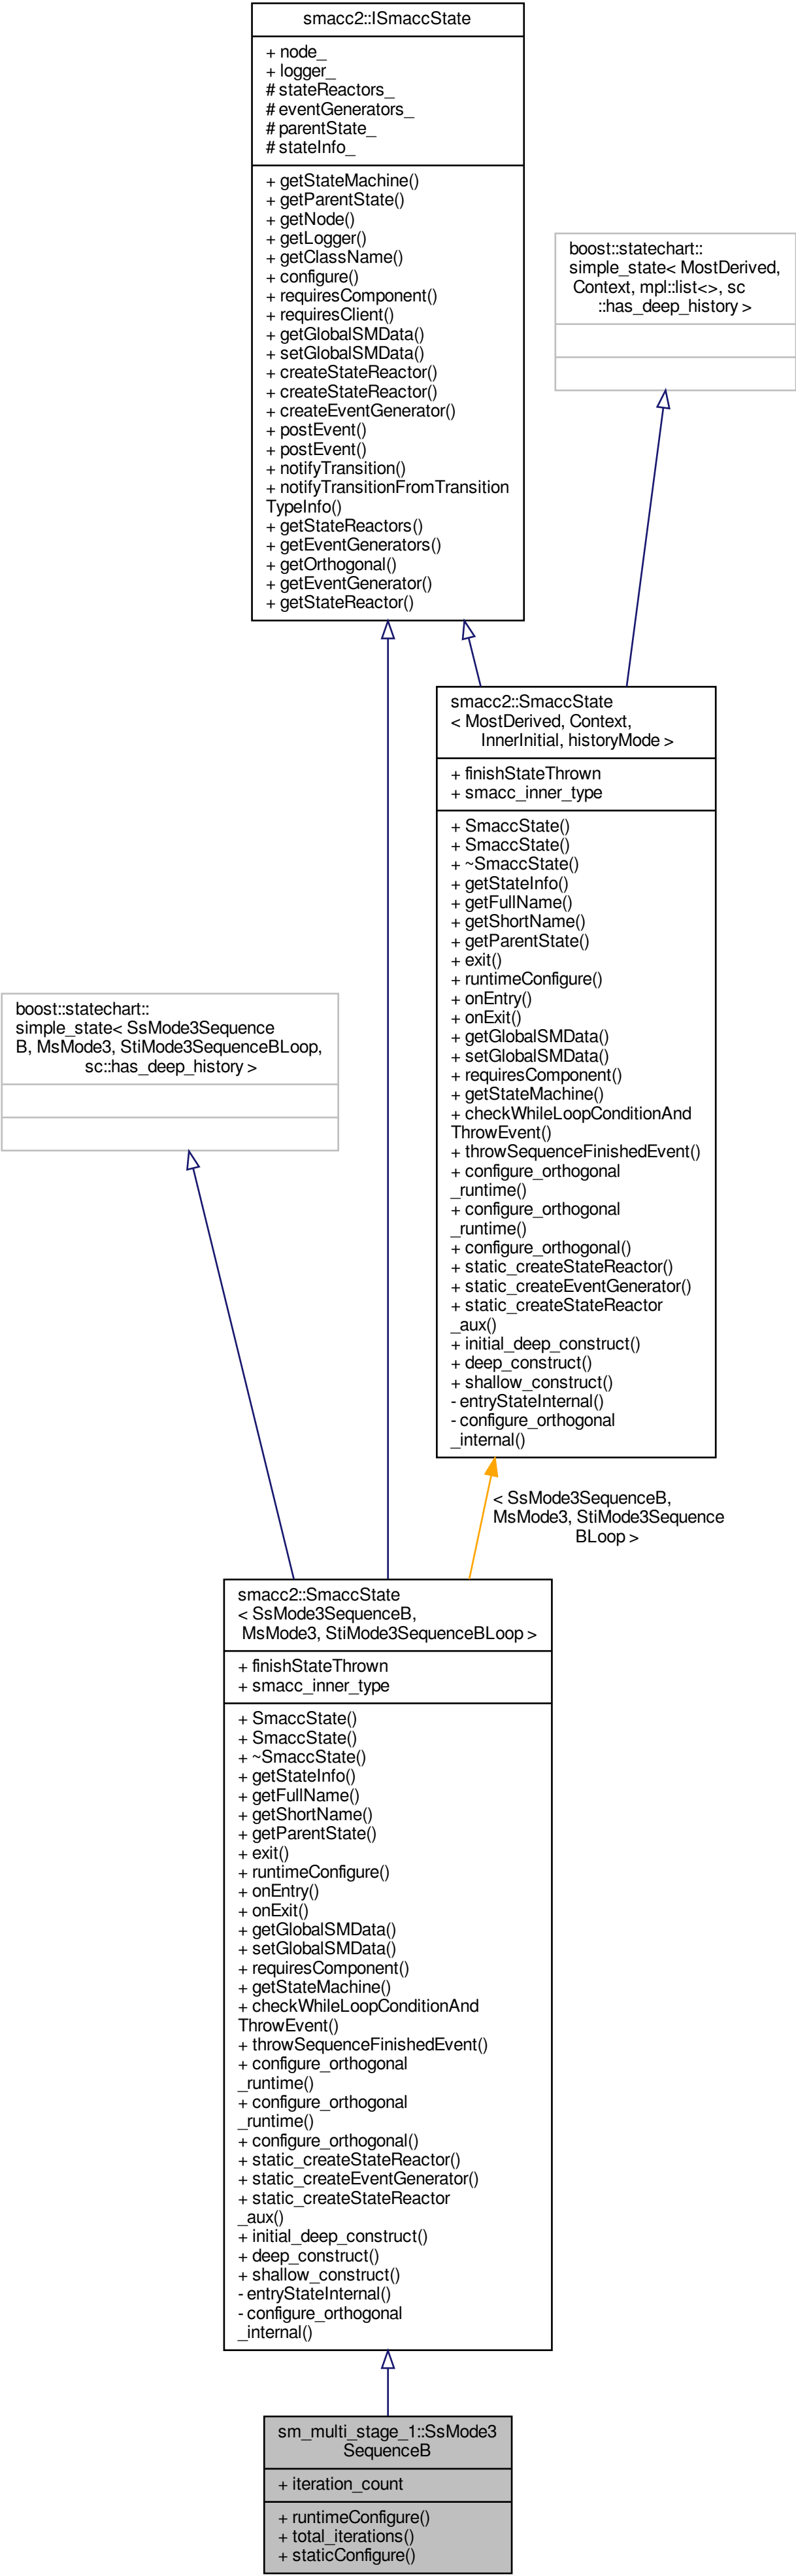 smacc2::ISmaccState
+ node_
+ logger_
# stateReactors_
# eventGenerators_
# parentState_
# stateInfo_
+ getStateMachine()
+ getParentState()
+ getNode()
+ getLogger()
+ getClassName()
+ configure()
+ requiresComponent()
+ requiresClient()
+ getGlobalSMData()
+ setGlobalSMData()
+ createStateReactor()
+ createStateReactor()
+ createEventGenerator()
+ postEvent()
+ postEvent()
+ notifyTransition()
+ notifyTransitionFromTransition
TypeInfo()
+ getStateReactors()
+ getEventGenerators()
+ getOrthogonal()
+ getEventGenerator()
+ getStateReactor()
boost::statechart::
simple_state< MostDerived,
Context, mpl::list<>, sc
::has_deep_history >
smacc2::SmaccState
< MostDerived, Context,
InnerInitial, historyMode >
+ finishStateThrown
+ smacc_inner_type
+ SmaccState()
+ SmaccState()
+ ~SmaccState()
+ getStateInfo()
+ getFullName()
+ getShortName()
+ getParentState()
+ exit()
+ runtimeConfigure()
+ onEntry()
+ onExit()
+ getGlobalSMData()
+ setGlobalSMData()
+ requiresComponent()
+ getStateMachine()
+ checkWhileLoopConditionAnd
ThrowEvent()
+ throwSequenceFinishedEvent()
+ configure_orthogonal
_runtime()
+ configure_orthogonal
_runtime()
+ configure_orthogonal()
+ static_createStateReactor()
+ static_createEventGenerator()
+ static_createStateReactor
_aux()
+ initial_deep_construct()
+ deep_construct()
+ shallow_construct()
- entryStateInternal()
- configure_orthogonal
_internal()
boost::statechart::
simple_state< SsMode3Sequence
B, MsMode3, StiMode3SequenceBLoop,
sc::has_deep_history >
< SsMode3SequenceB,
MsMode3, StiMode3Sequence
BLoop >
smacc2::SmaccState
< SsMode3SequenceB,
MsMode3, StiMode3SequenceBLoop >
+ finishStateThrown
+ smacc_inner_type
+ SmaccState()
+ SmaccState()
+ ~SmaccState()
+ getStateInfo()
+ getFullName()
+ getShortName()
+ getParentState()
+ exit()
+ runtimeConfigure()
+ onEntry()
+ onExit()
+ getGlobalSMData()
+ setGlobalSMData()
+ requiresComponent()
+ getStateMachine()
+ checkWhileLoopConditionAnd
ThrowEvent()
+ throwSequenceFinishedEvent()
+ configure_orthogonal
_runtime()
+ configure_orthogonal
_runtime()
+ configure_orthogonal()
+ static_createStateReactor()
+ static_createEventGenerator()
+ static_createStateReactor
_aux()
+ initial_deep_construct()
+ deep_construct()
+ shallow_construct()
- entryStateInternal()
- configure_orthogonal
_internal()
sm_multi_stage_1::SsMode3
SequenceB
+ iteration_count
+ runtimeConfigure()
+ total_iterations()
+ staticConfigure()